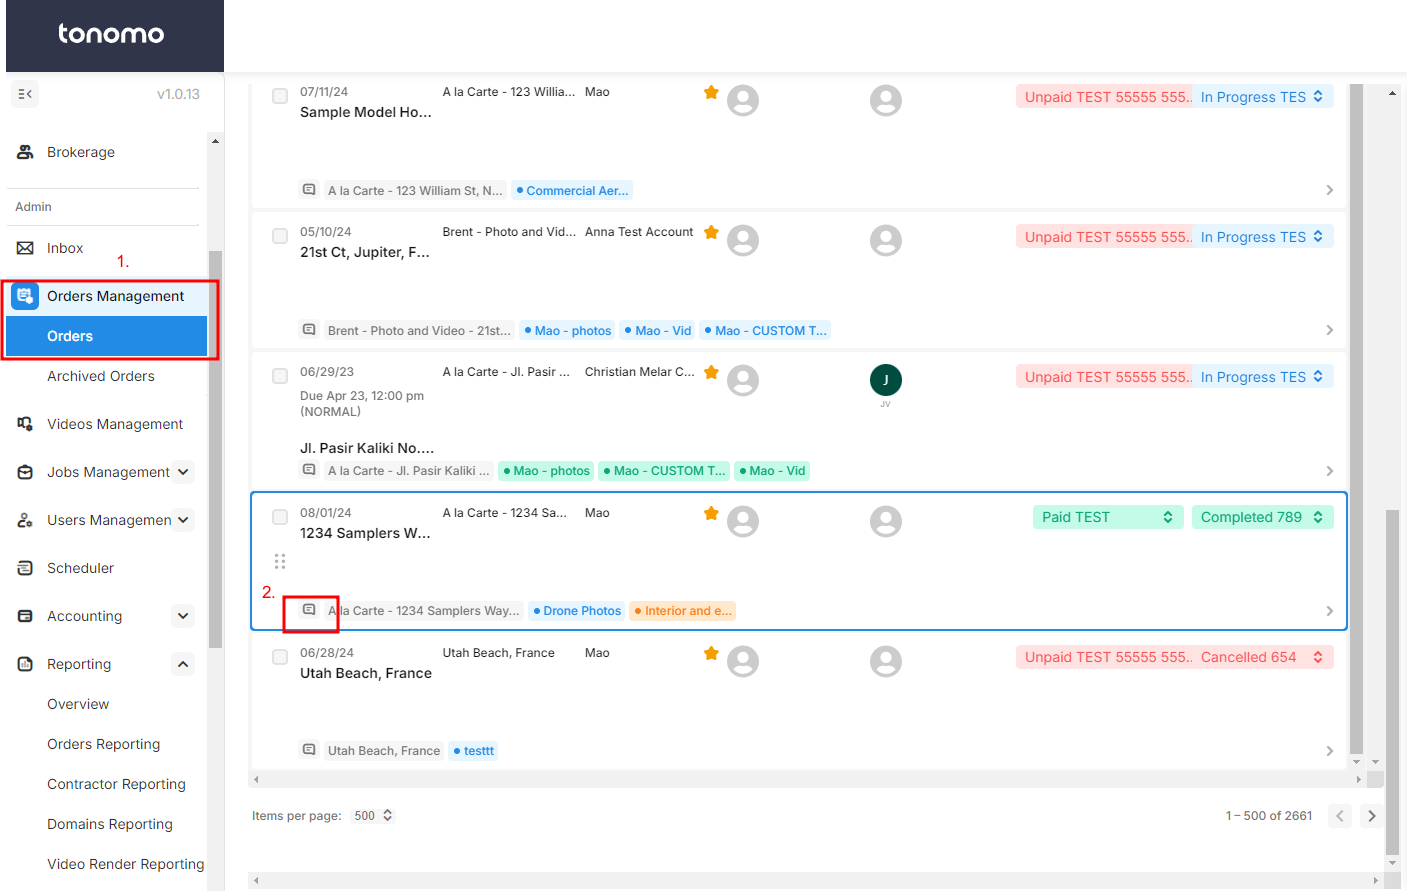 tonomo
v1.0.13
Brokerage
Admin
Inbox
1.
Orders Management
Orders
Archived Orders
Videos Management
Jobs Management
Users Managemen
Scheduler
Accounting
Reporting
Overview
Orders Reporting
Contractor Reporting
Domains Reporting
Video Render Reporting
07/11/24 A la Carte - 123 Willia... Mao Unpaid TEST 55555 555.. In Progress TES
Sample Model Ho...
A la Carte - 123 William St, N... Commercial Aer...
05/10/24 Brent - Photo and Vid... Anna Test Account Unpaid TEST 55555 555.. In Progress TES
21st Ct, Jupiter, F...
Brent - Photo and Video - 21st... Mao - photos Mao - Vid Mao - CUSTOM T...
06/29/23 A la Carte - Jl. Pasir ... Christian Melar C... J Unpaid TEST 55555 555.. In Progress TES
Due Apr 23, 12:00 pm
(NORMAL)
JV
Jl. Pasir Kaliki No....
A la Carte - Jl. Pasir Kaliki ... Mao - photos Mao - CUSTOM T... Mao - Vid
08/01/24 A la Carte - 1234 Sa... Mao Paid TEST Completed 789
1234 Samplers W...
2.
A la Carte - 1234 Samplers Way... Drone Photos Interior and e...
06/28/24 Utah Beach, France Mao Unpaid TEST 55555 555.. Cancelled 654
Utah Beach, France
Utah Beach, France testtt
Items per page: 500 1 – 500 of 2661